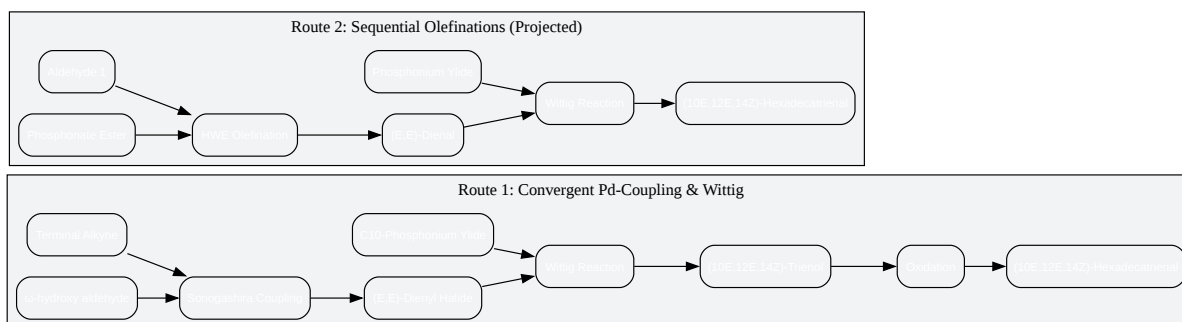 Route 2: Sequential Olefinations (Projected)
Aldehyde 1
Phosphonium Ylide
Wittig Reaction
(10E,12E,14Z)-Hexadecatrienal
Phosphonate Ester
HWE Olefination
(E,E)-Dienal
Route 1: Convergent Pd-Coupling & Wittig
Terminal Alkyne
C10-Phosphonium Ylide
Wittig Reaction
(10E,12E,14Z)-Trienol
Oxidation
(10E,12E,14Z)-Hexadecatrienal
ω-hydroxy aldehyde
Sonogashira Coupling
(E,E)-Dienyl Halide